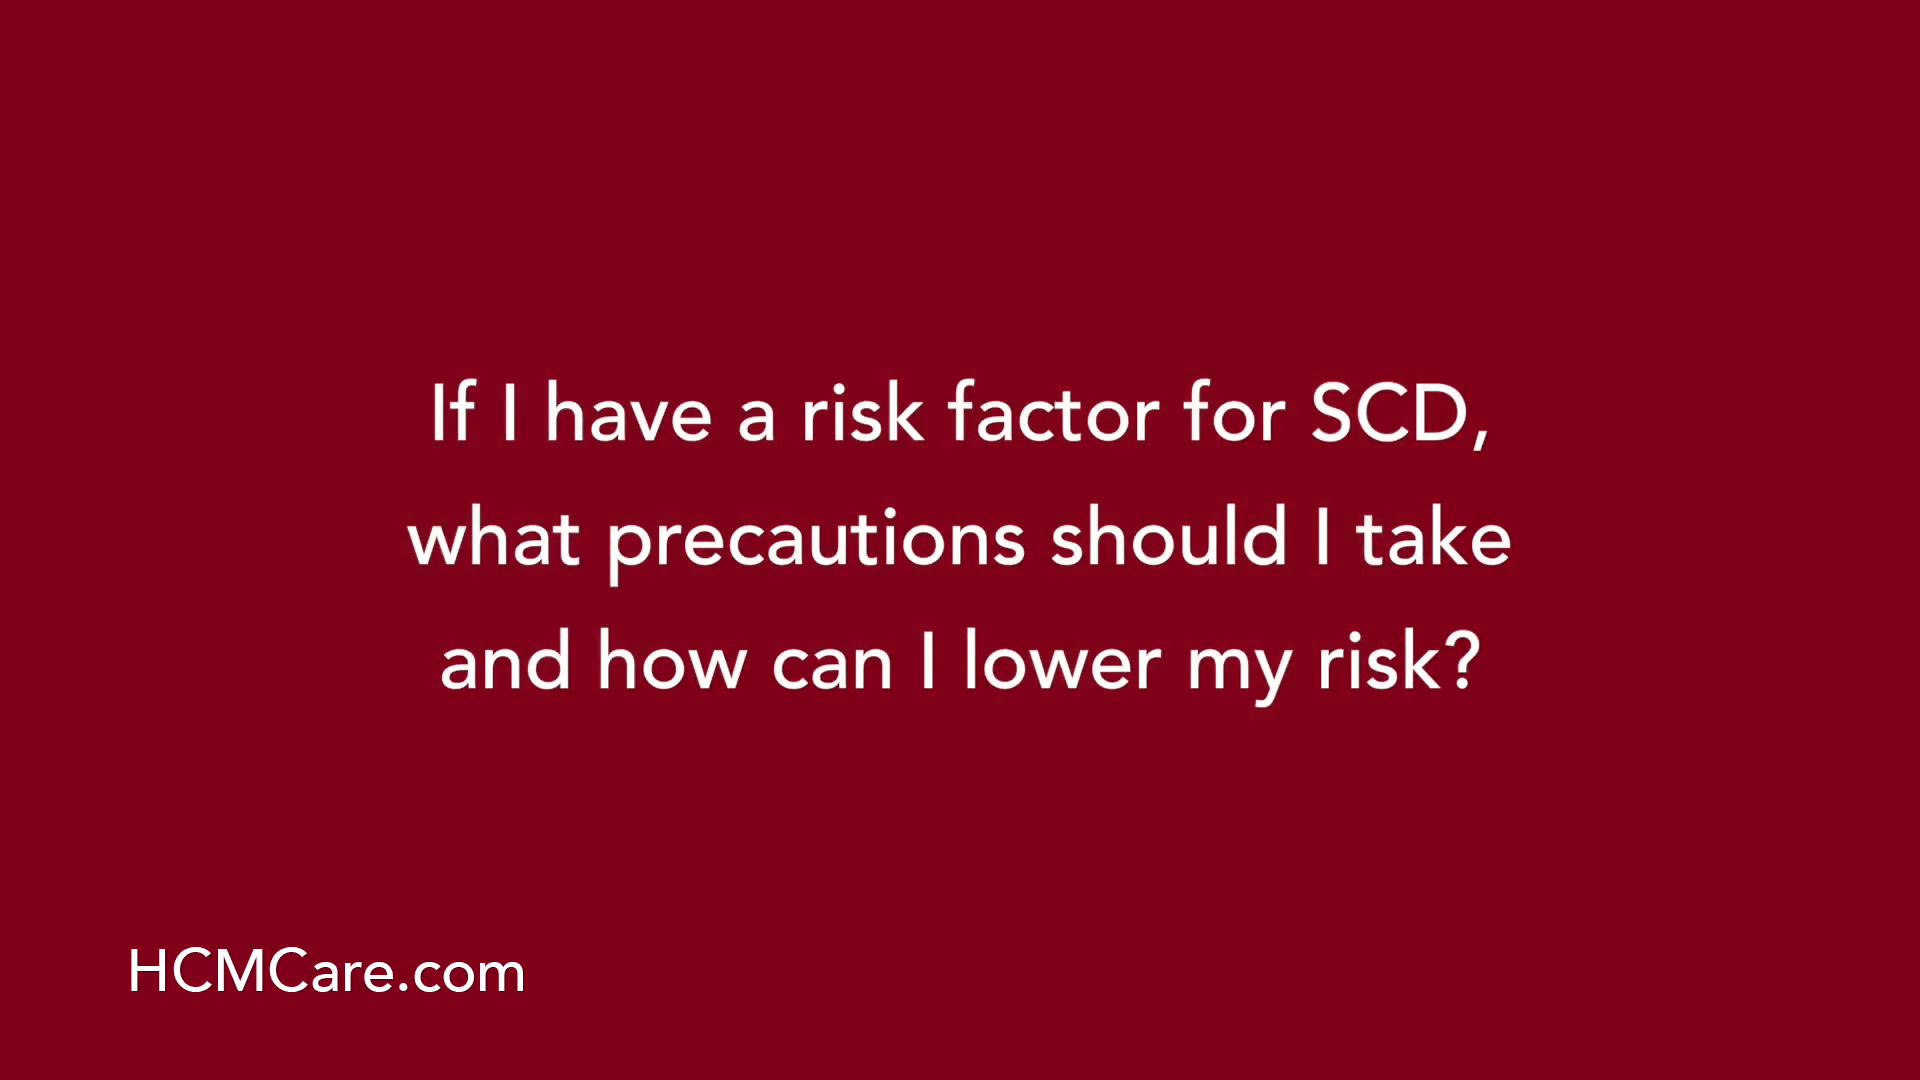 If I have a risk factor for SCD,
what precautions should I take
and how can I lower my risk?
HCMCare.com